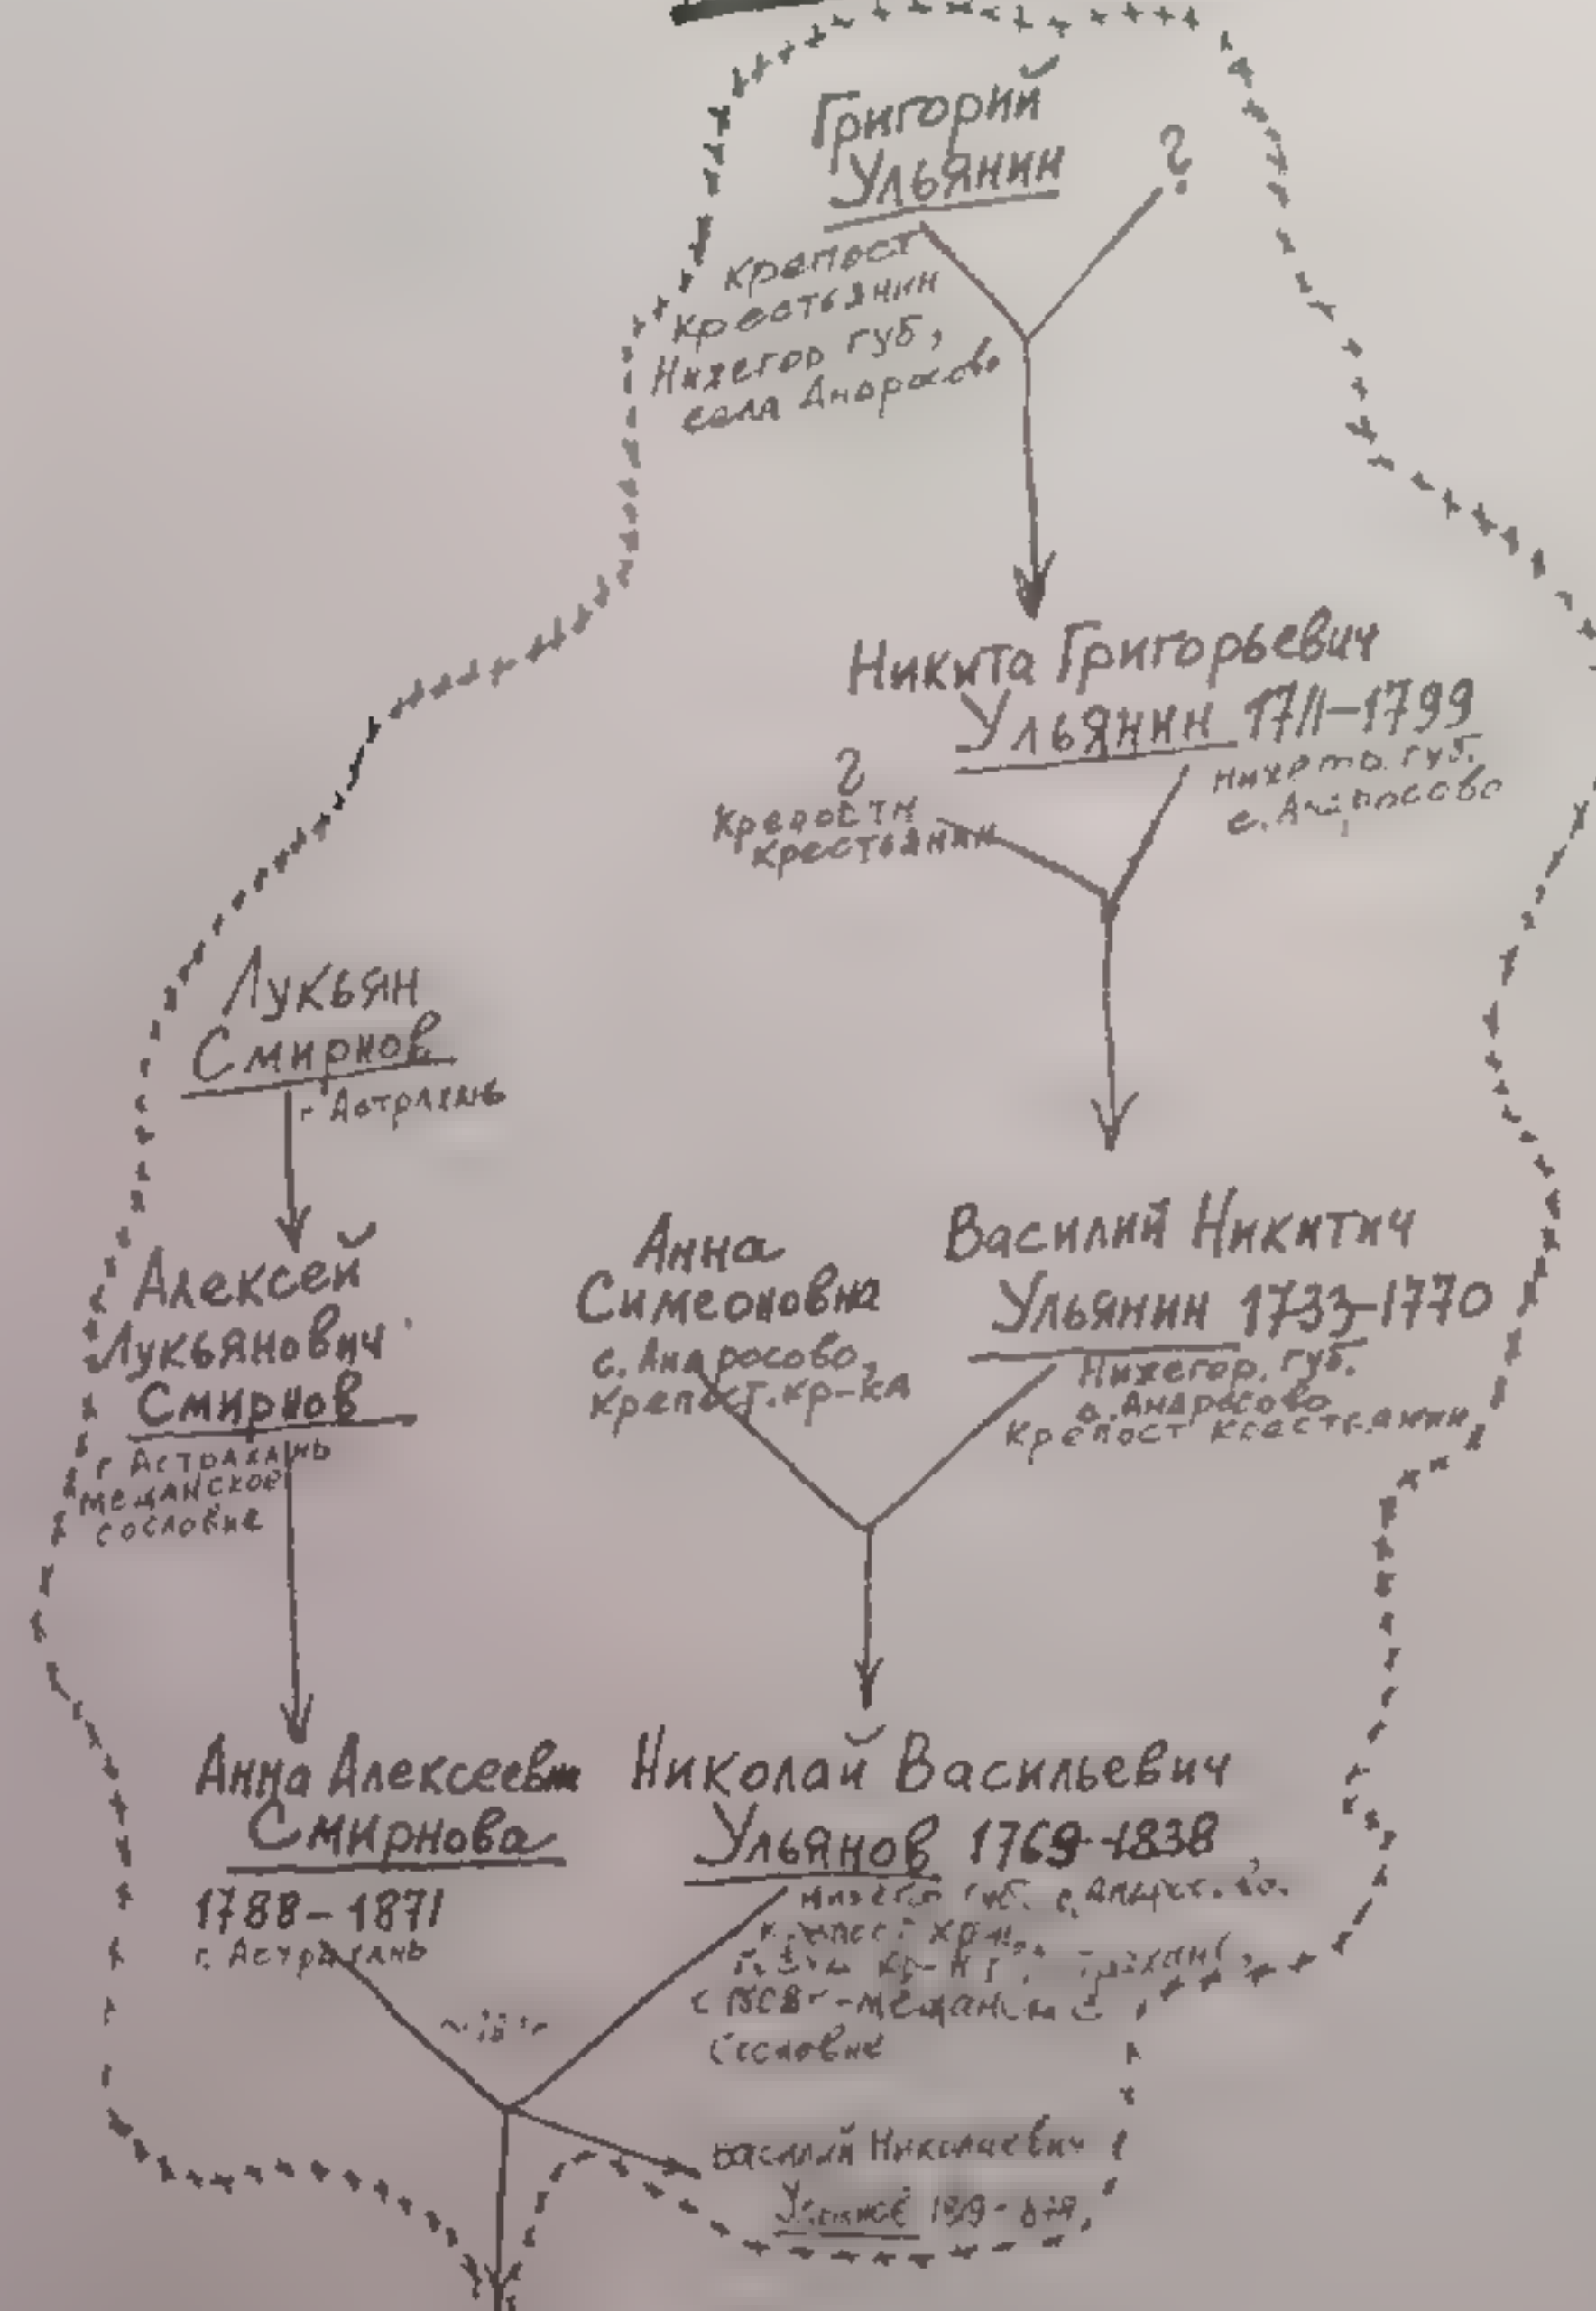 Григорий
Ульянин
?
крепост
крестьянин
Нижегор губ,
села Андросово
Никита Григорьевич
Ульянин 1711-1799
губ.
с. Андросово
?
Крепостн
крестьянин
Лукьян
Смирнов
г Астрахань
Алексей
Лукьянович
Смирнов
г Астрахань
мещанское
сословие
Анна
Симеоновна
с. Андросово,
крепост. кр-ка
Василий Никитич
Ульянин 1733-1770
Нижегор. губ.
с. Андросово
Крепост крестьянин
Анна Алексеевна
Смирнова
1788-1871
г. Астрахань
Николай Васильевич
Ульянов 1769-1838
губ. с.
с 1808г-мещанск
сословие
Василий Николаевич